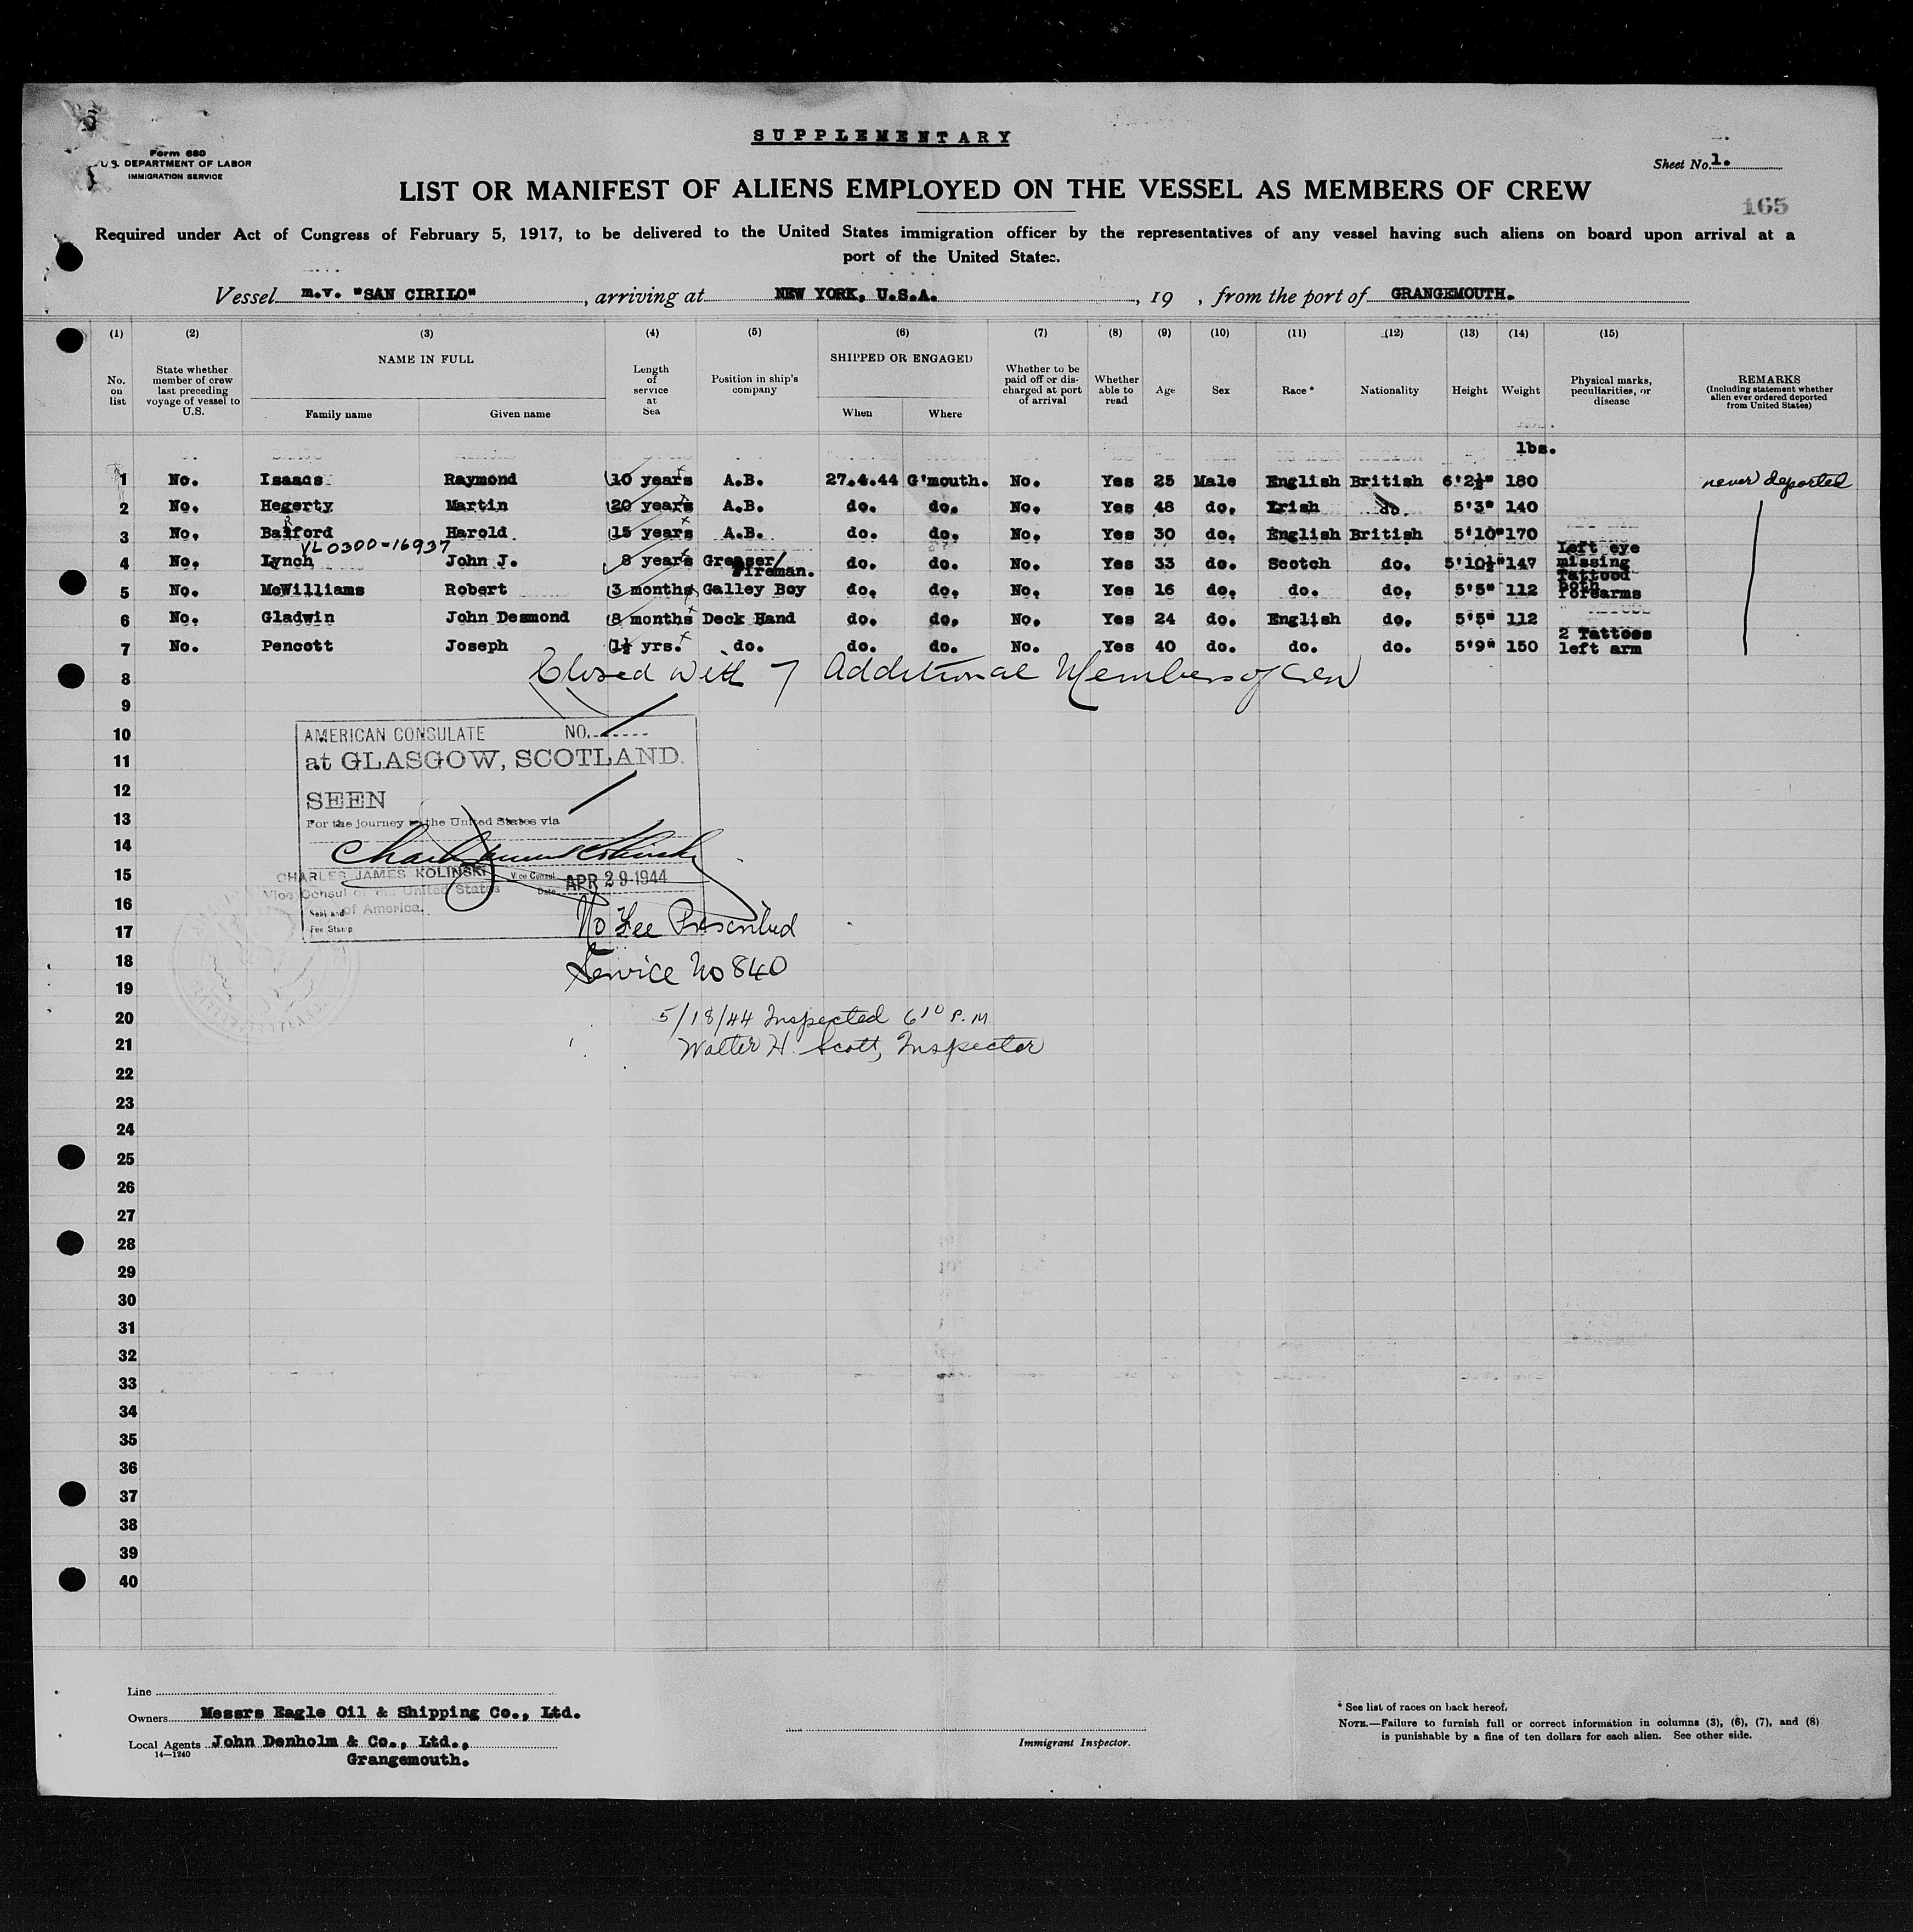 SUPPLEMENTARY
Form 680
U.S. DEPARTMENT OF LABOR
IMMIGRATION SERVICE
Sheet No. 1.
LIST OR MANIFEST OF ALIENS EMPLOYED ON THE VESSEL AS MEMBERS OF CREW
165
Required under Act of Congress of February 5, 1917, to be delivered to the United States immigration officer by the representatives of any vessel having such aliens on board upon arrival at a
port of the United States.
Vessel m.v. "SAN CIRILO", arriving at NEW YORK, U.S.A., 19 , from the port of GRANGEMOUTH.
(1) (2) (3) (4) (5) (6) (7) (8) (9) (10) (11) (12) (13) (14) (15)
No. on list State whether member of crew last preceding voyage of vessel to U.S. NAME IN FULL Family name Given name Length of service at Sea Position in ship's company SHIPPED OR ENGAGED When Where Whether to be paid off or discharged at port of arrival Whether able to read Age Sex Race * Nationality Height Weight Physical marks, peculiarities, or disease REMARKS (Including statement whether alien ever ordered deported from United States)
lbs.
1 No. Isaacs Raymond 10 years A.B. 27.4.44 G'mouth. No. Yes 25 Male English British 6'2½" 180 never deported
2 No. Hegerty Martin 20 years A.B. do. do. No. Yes 48 do. Irish do. 5'3" 140
3 No. Bafford Harold 15 years A.B. do. do. No. Yes 30 do. English British 5'10" 170
VL 0300-16937
4 No. Lynch John J. 8 years Greaser/Fireman. do. do. No. Yes 33 do. Scotch do. 5'10½" 147 Left eye missing
5 No. McWilliams Robert 3 months Galley Boy do. do. No. Yes 16 do. do. do. 5'5" 112 Tattood both Forearms
6 No. Gladwin John Desmond 8 months Deck Hand do. do. No. Yes 24 do. English do. 5'5" 112
7 No. Pencott Joseph 1½ yrs. do. do. do. No. Yes 40 do. do. do. 5'9" 150 2 Tattoos left arm
8 Closed with 7 Additional Members of Crew
9
10 AMERICAN CONSULATE NO.
11 at GLASGOW, SCOTLAND.
12 SEEN
13 For the journey to the United States via
14 Charles James Kolinski
15 CHARLES JAMES KOLINSKI Vice Consul
Vice Consul of the United States Date APR 29 1944
16 of America.
Seal and
Fee Stamp
17 No Fee Prescribed
18 Service No 840
19
20 5/18/44 Inspected 6 10 P.M.
21 Walter H. Scott, Inspector
22
23
24
25
26
27
28
29
30
31
32
33
34
35
36
37
38
39
40
Line
Owners Messrs Eagle Oil & Shipping Co., Ltd.
Local Agents John Denholm & Co., Ltd.,
14—1240
Grangemouth.
Immigrant Inspector.
* See list of races on back hereof.
NOTE.—Failure to furnish full or correct information in columns (3), (6), (7), and (8)
is punishable by a fine of ten dollars for each alien. See other side.